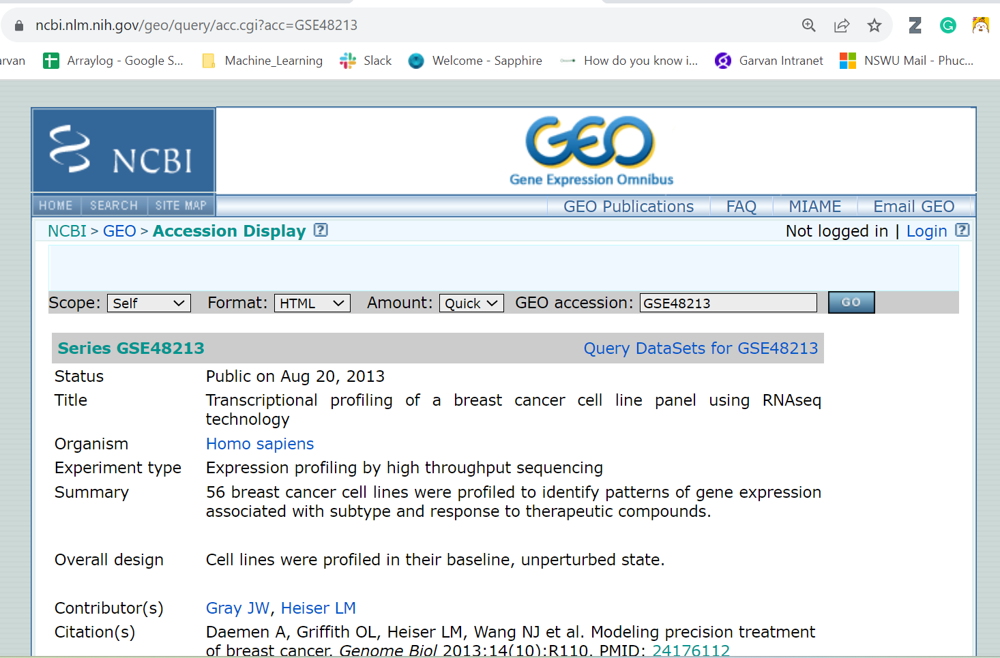 ncbi.nlm.nih.gov/geo/query/acc.cgi?acc=GSE48213
arvan Arraylog - Google S... Machine_Learning Slack Welcome - Sapphire How do you know i... Garvan Intranet NSWU Mail - Phuc...
NCBI
GEO
Gene Expression Omnibus
HOME SEARCH SITE MAP GEO Publications FAQ MIAME Email GEO
NCBI > GEO > Accession Display ? Not logged in | Login ?
Scope: Self Format: HTML Amount: Quick GEO accession: GSE48213 GO
Series GSE48213 Query DataSets for GSE48213
Status Public on Aug 20, 2013
Title Transcriptional profiling of a breast cancer cell line panel using RNAseq
technology
Organism Homo sapiens
Experiment type Expression profiling by high throughput sequencing
Summary 56 breast cancer cell lines were profiled to identify patterns of gene expression
associated with subtype and response to therapeutic compounds.
Overall design Cell lines were profiled in their baseline, unperturbed state.
Contributor(s) Gray JW, Heiser LM
Citation(s) Daemen A, Griffith OL, Heiser LM, Wang NJ et al. Modeling precision treatment
of breast cancer. Genome Biol 2013;14(10):R110. PMID: 24176112